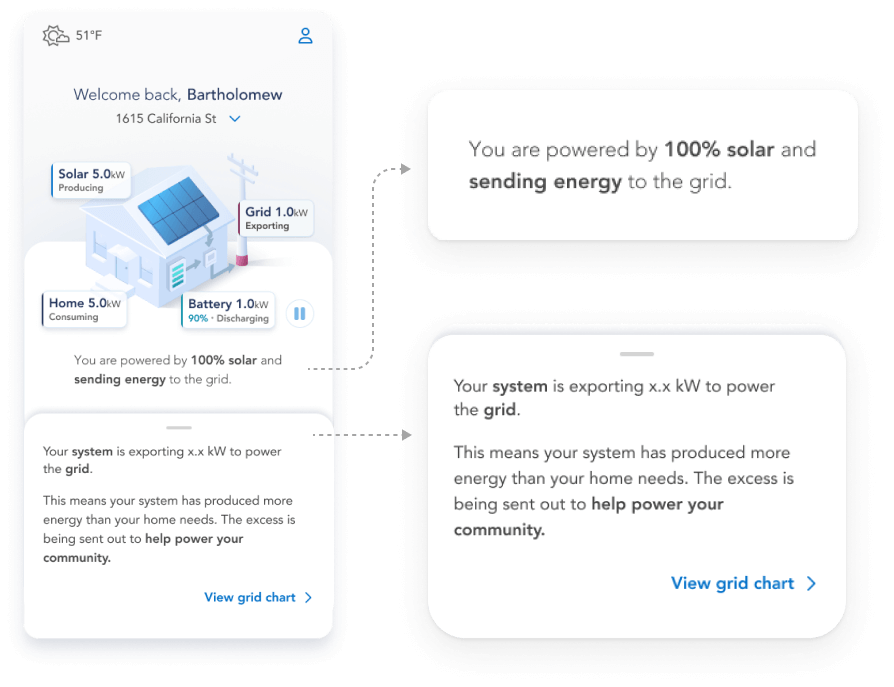 51°F
Welcome back, Bartholomew
1615 California St
Solar 5.0kW
Producing
Grid 1.0kW
Exporting
Home 5.0kW
Consuming
Battery 1.0kW
90% · Discharging
You are powered by 100% solar and
sending energy to the grid.
Your system is exporting x.x kW to power
the grid.
This means your system has produced more
energy than your home needs. The excess is
being sent out to help power your
community.
View grid chart
You are powered by 100% solar and
sending energy to the grid.
Your system is exporting x.x kW to power
the grid.
This means your system has produced more
energy than your home needs. The excess is
being sent out to help power your
community.
View grid chart